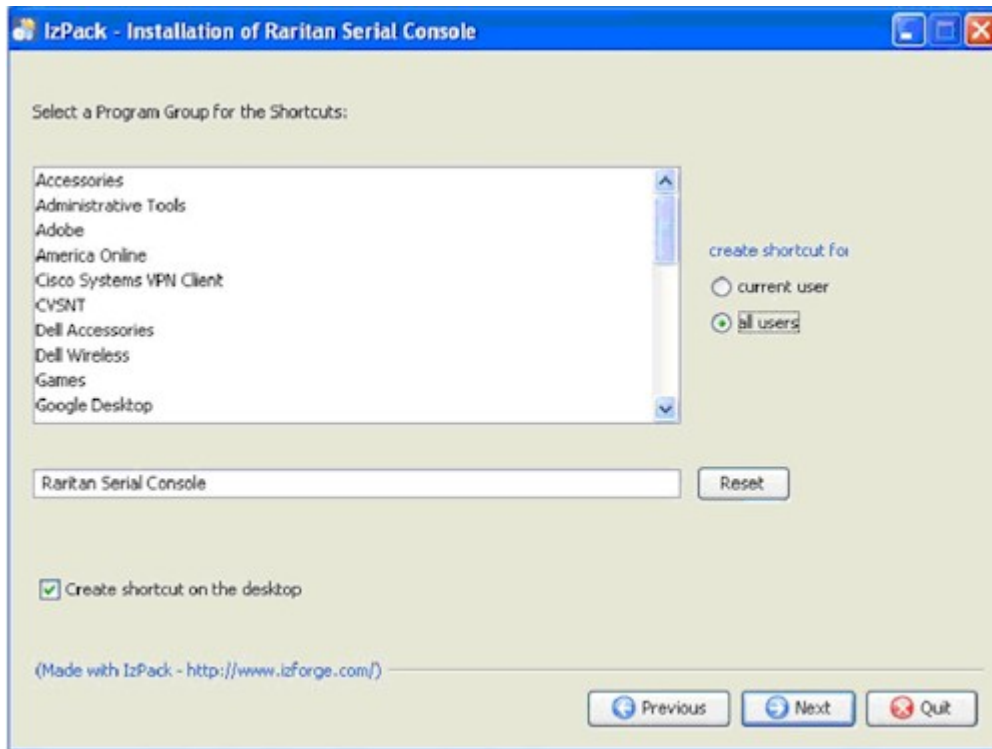 IzPack - Installation of Raritan Serial Console
Select a Program Group for the Shortcuts:
Accessories
Administrative Tools
Adobe
America Online
Cisco Systems VPN Client
CVSNT
Dell Accessories
Dell Wireless
Games
Google Desktop
create shortcut for
current user
all users
Raritan Serial Console
Reset
Create shortcut on the desktop
(Made with IzPack - http://www.izforge.com/)
Previous
Next
Quit